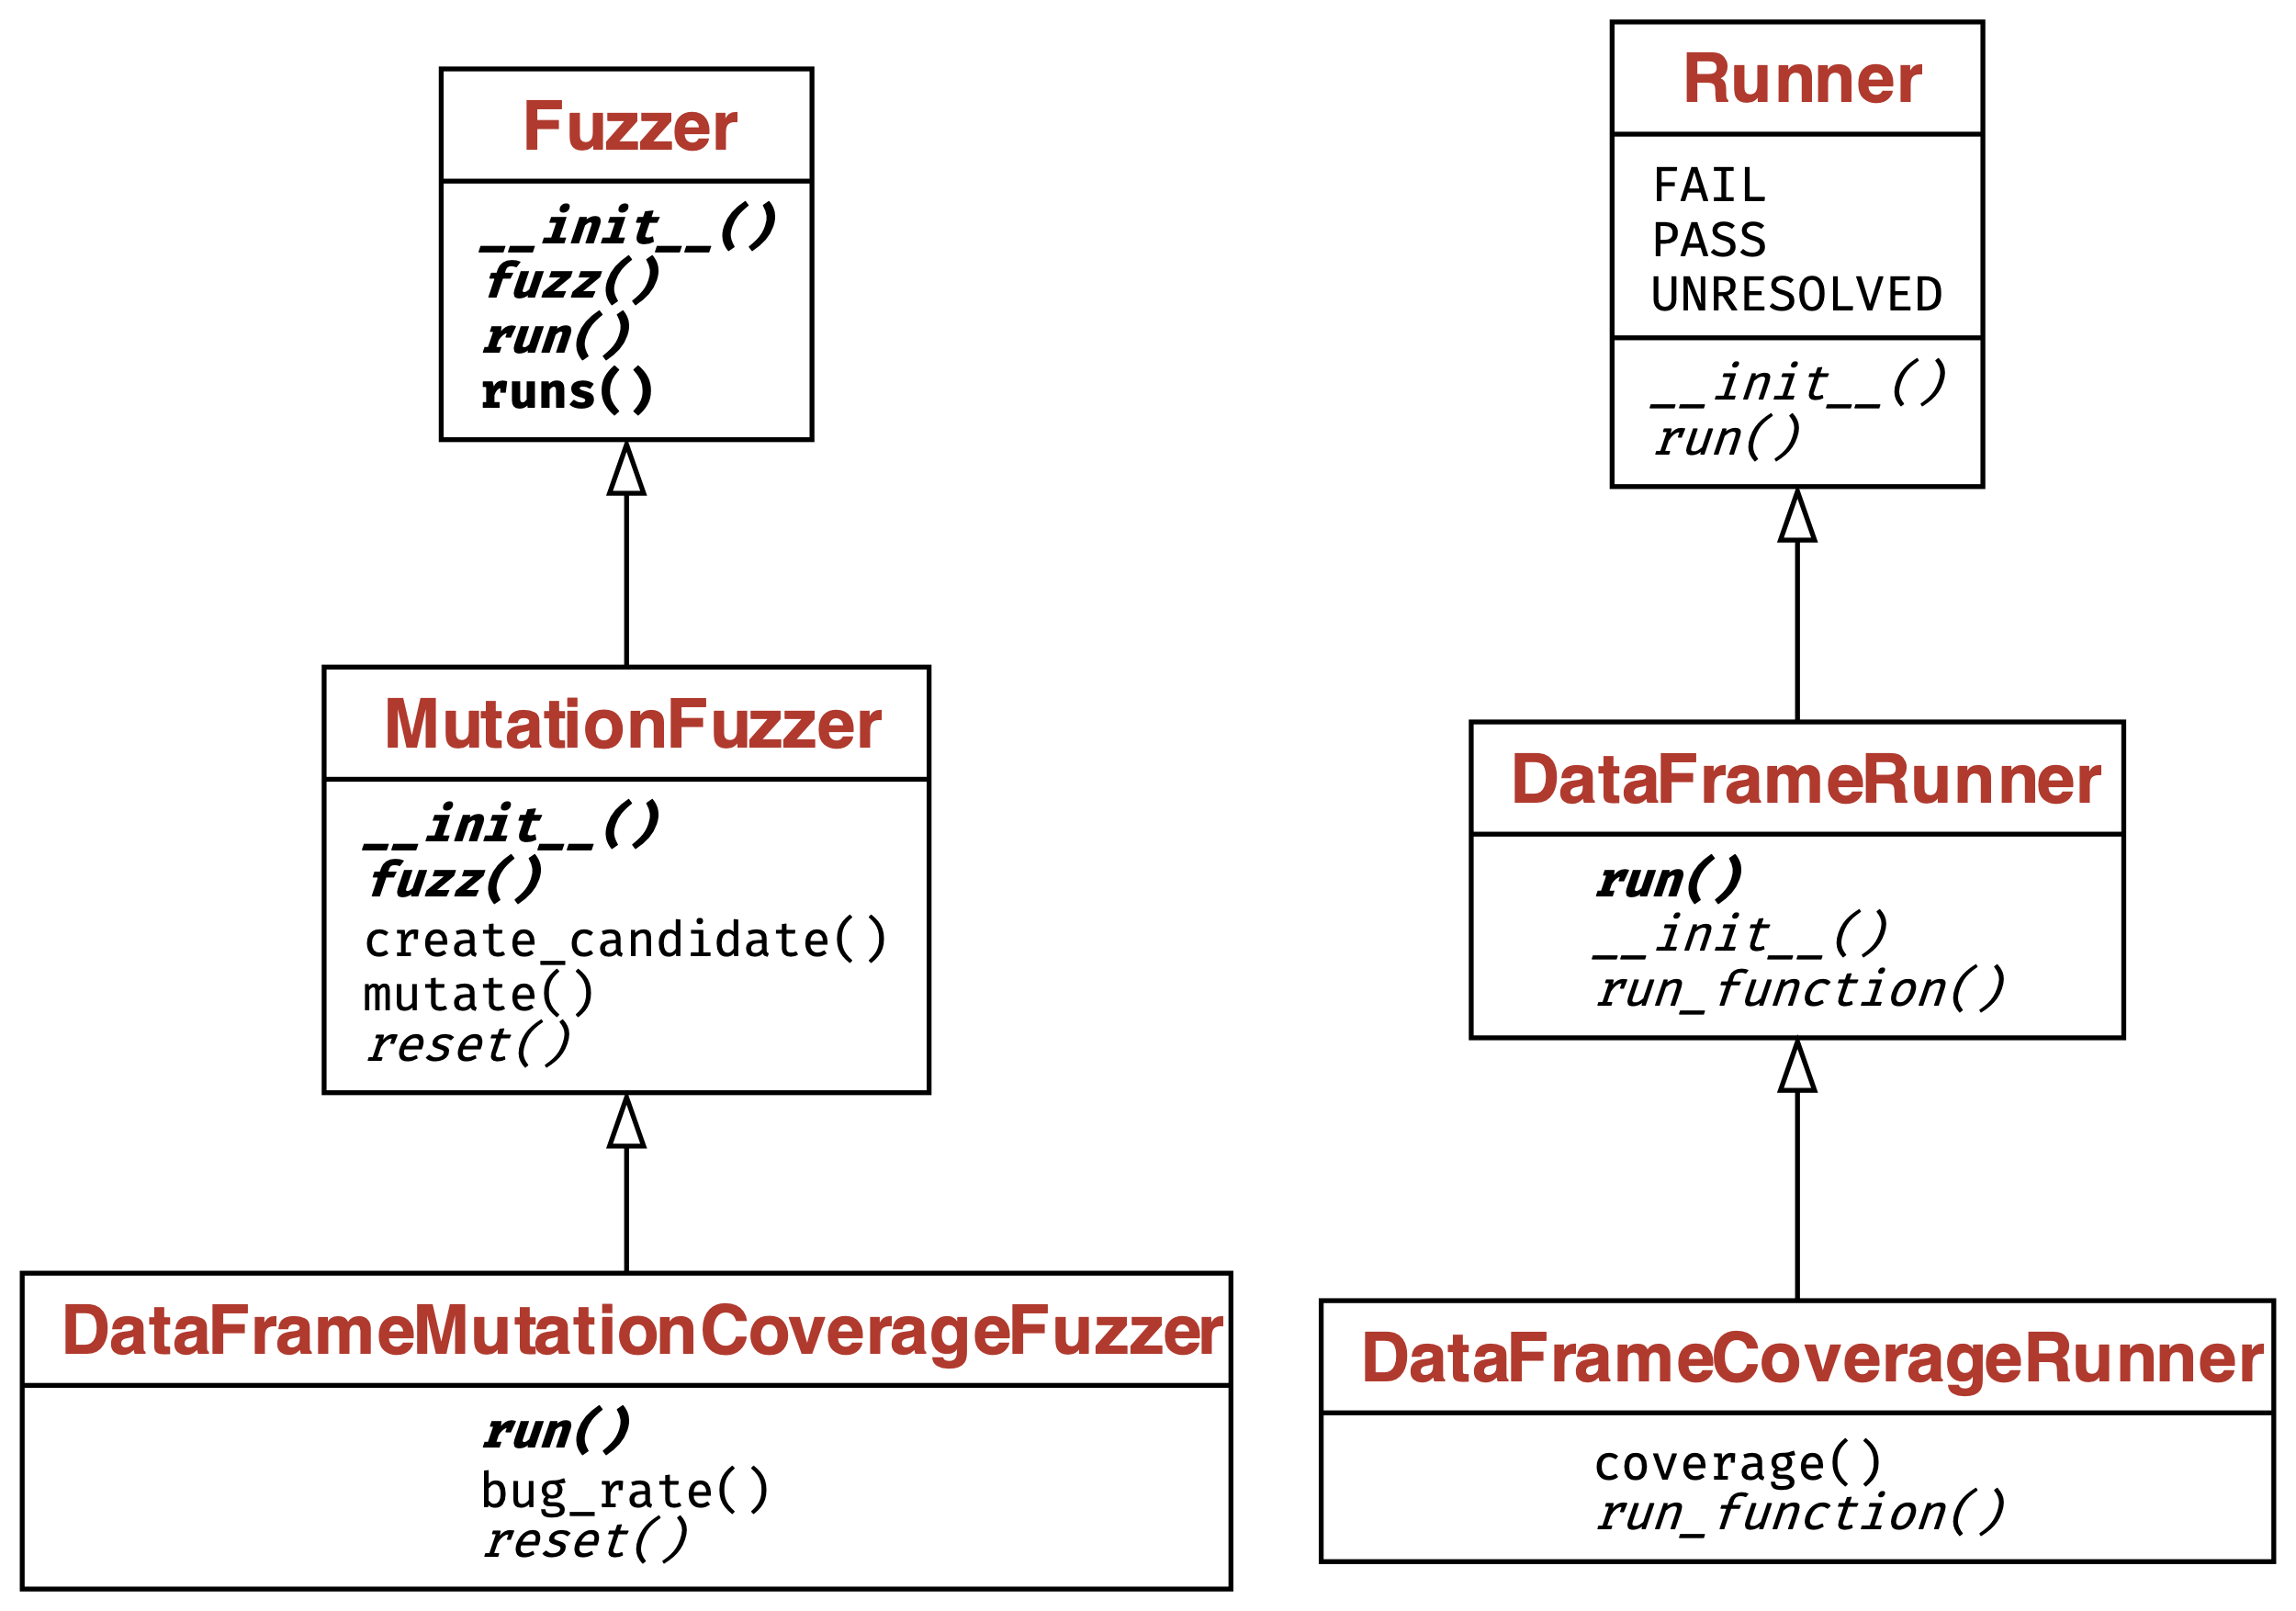 Fuzzer
__init__()
fuzz()
run()
runs()
MutationFuzzer
__init__()
fuzz()
create_candidate()
mutate()
reset()
DataFrameMutationCoverageFuzzer
run()
bug_rate()
reset()
Runner
FAIL
PASS
UNRESOLVED
__init__()
run()
DataFrameRunner
run()
__init__()
run_function()
DataFrameCoverageRunner
coverage()
run_function()